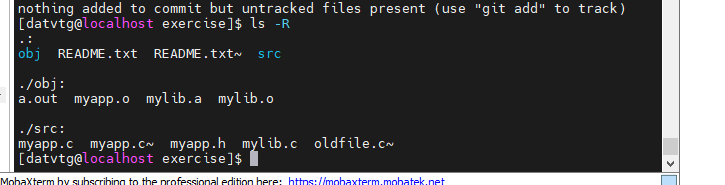 nothing added to commit but untracked files present (use "git add" to track)
[datvtg@localhost exercise]$ ls -R
.:
obj  README.txt  README.txt~  src

./obj:
a.out  myapp.o  mylib.a  mylib.o

./src:
myapp.c  myapp.c~  myapp.h  mylib.c  oldfile.c~
[datvtg@localhost exercise]$
MobaXterm by subscribing to the professional edition here:  https://mobaxterm.mobatek.net